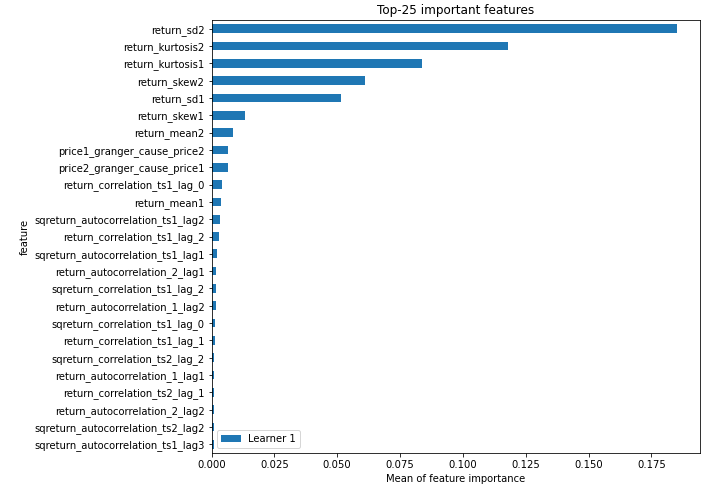 Top-25 important features
return_sd2
return_kurtosis2
return_kurtosis1
return_skew2
return_sd1
return_skew1
return_mean2
price1_granger_cause_price2
price2_granger_cause_price1
return_correlation_ts1_lag_0
return_mean1
sqreturn_autocorrelation_ts1_lag2
return_correlation_ts1_lag_2
sqreturn_autocorrelation_ts1_lag1
return_autocorrelation_2_lag1
sqreturn_correlation_ts1_lag_2
return_autocorrelation_1_lag2
sqreturn_correlation_ts1_lag_0
return_correlation_ts1_lag_1
sqreturn_correlation_ts2_lag_2
return_autocorrelation_1_lag1
return_correlation_ts2_lag_1
return_autocorrelation_2_lag2
sqreturn_autocorrelation_ts2_lag2
sqreturn_autocorrelation_ts1_lag3
feature
Learner 1
0.000 0.025 0.050 0.075 0.100 0.125 0.150 0.175
Mean of feature importance